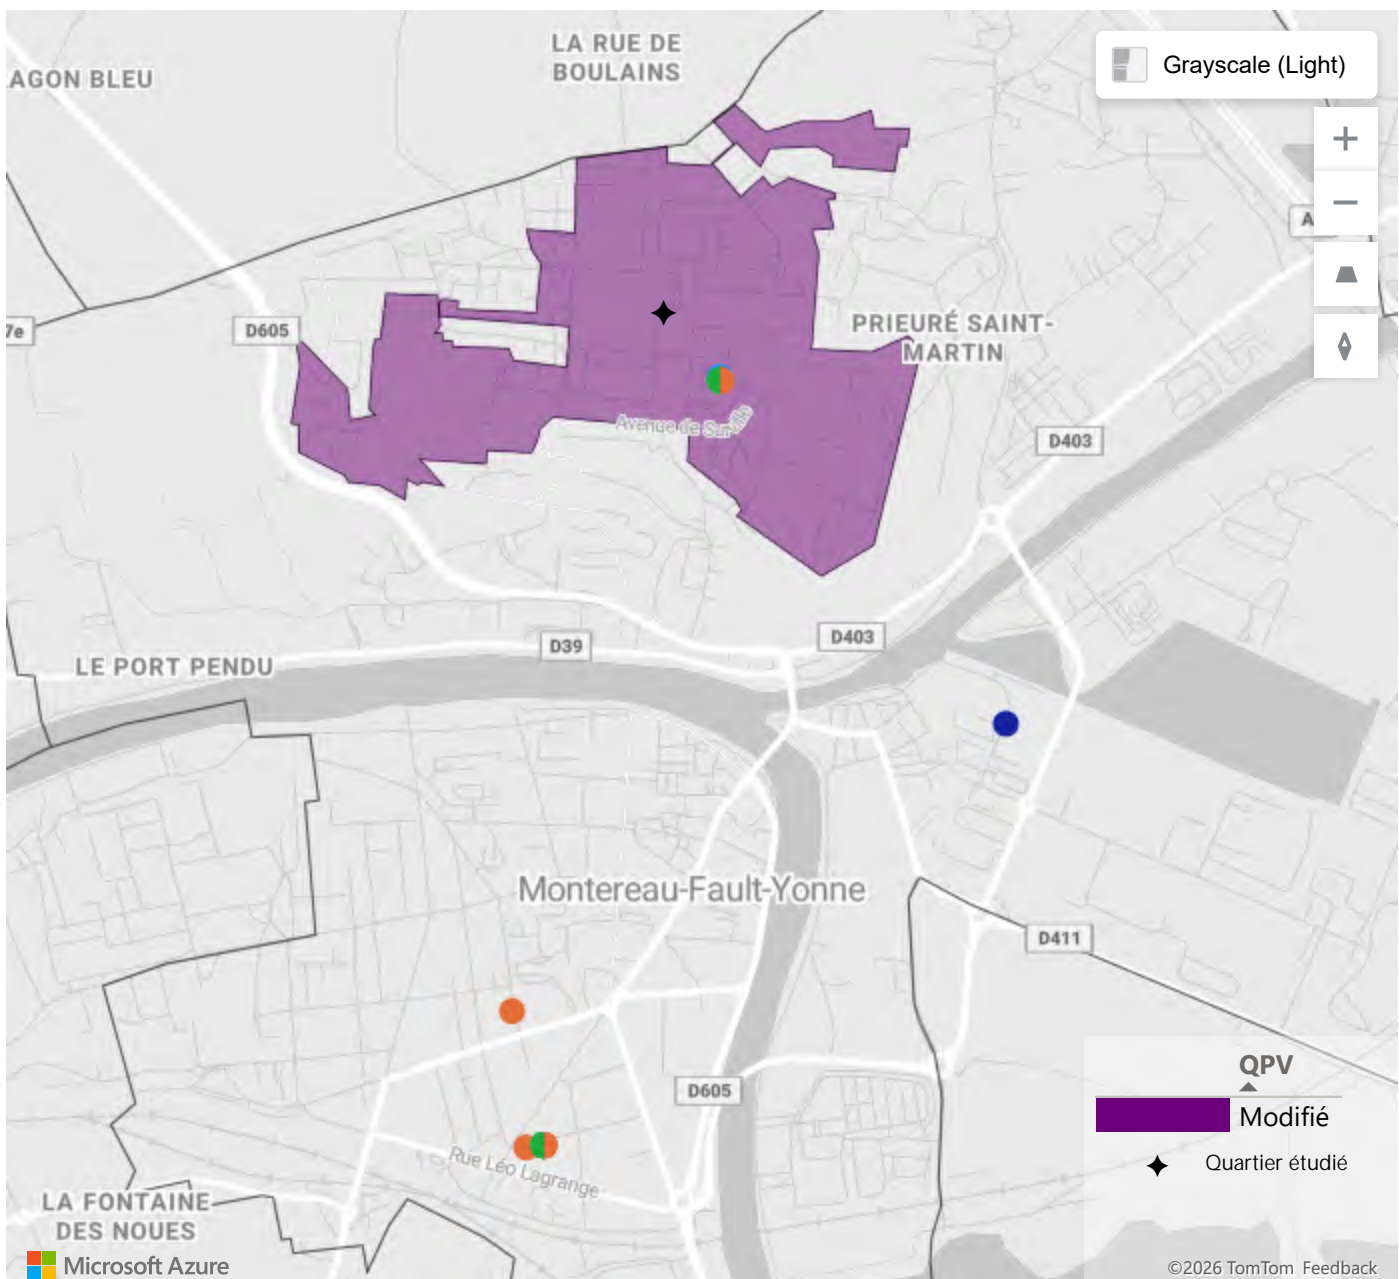 LA RUE DE
BOULAINS
AGON BLEU
Grayscale (Light)
A
7e
D605
PRIEURÉ SAINT-
MARTIN
Avenue de Surville
D403
D403
D39
LE PORT PENDU
Montereau-Fault-Yonne
D411
D605
QPV
Modifié
Quartier étudié
Rue Léo Lagrange
LA FONTAINE
DES NOUES
Microsoft Azure
©2026 TomTom Feedback